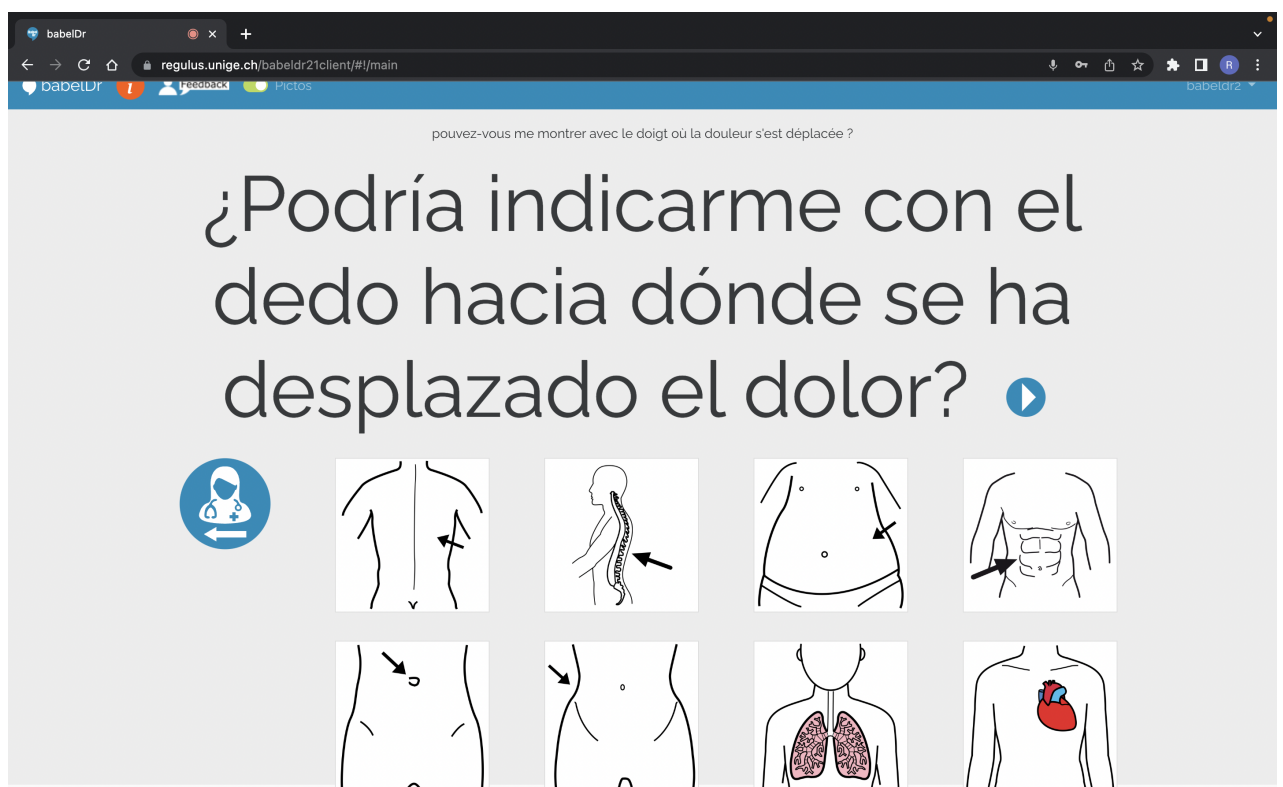 babelDr
regulus.unige.ch/babeldr21client/#!/main
R
babelDr i Feedback Pictos babeldr2
pouvez-vous me montrer avec le doigt où la douleur s'est déplacée ?
¿Podría indicarme con el
dedo hacia dónde se ha
desplazado el dolor?